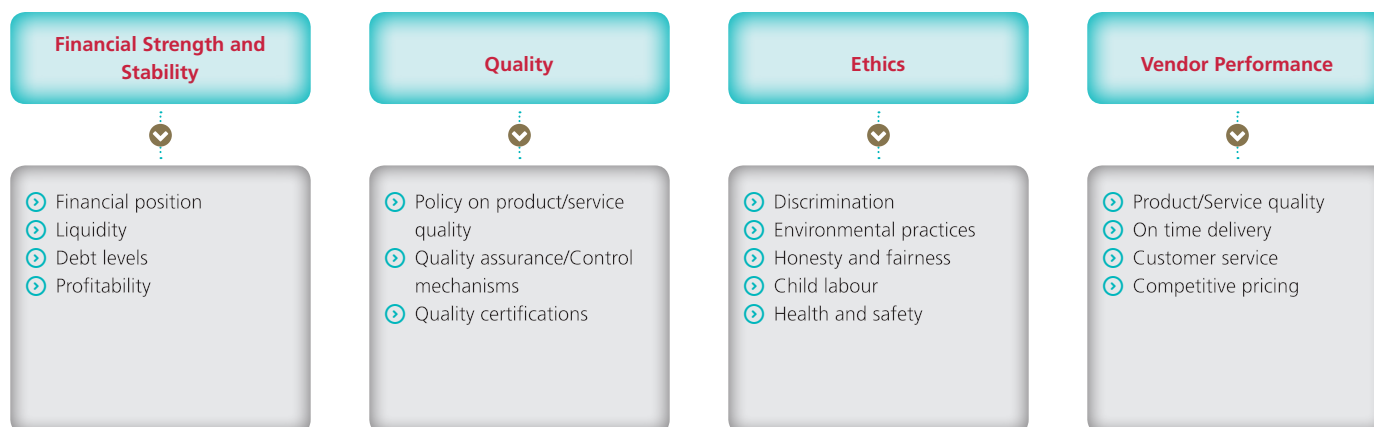 Financial Strength and
Stability
Financial position
Liquidity
Debt levels
Profitability
Quality
Policy on product/service
quality
Quality assurance/Control
mechanisms
Quality certifications
Ethics
Discrimination
Environmental practices
Honesty and fairness
Child labour
Health and safety
Vendor Performance
Product/Service quality
On time delivery
Customer service
Competitive pricing